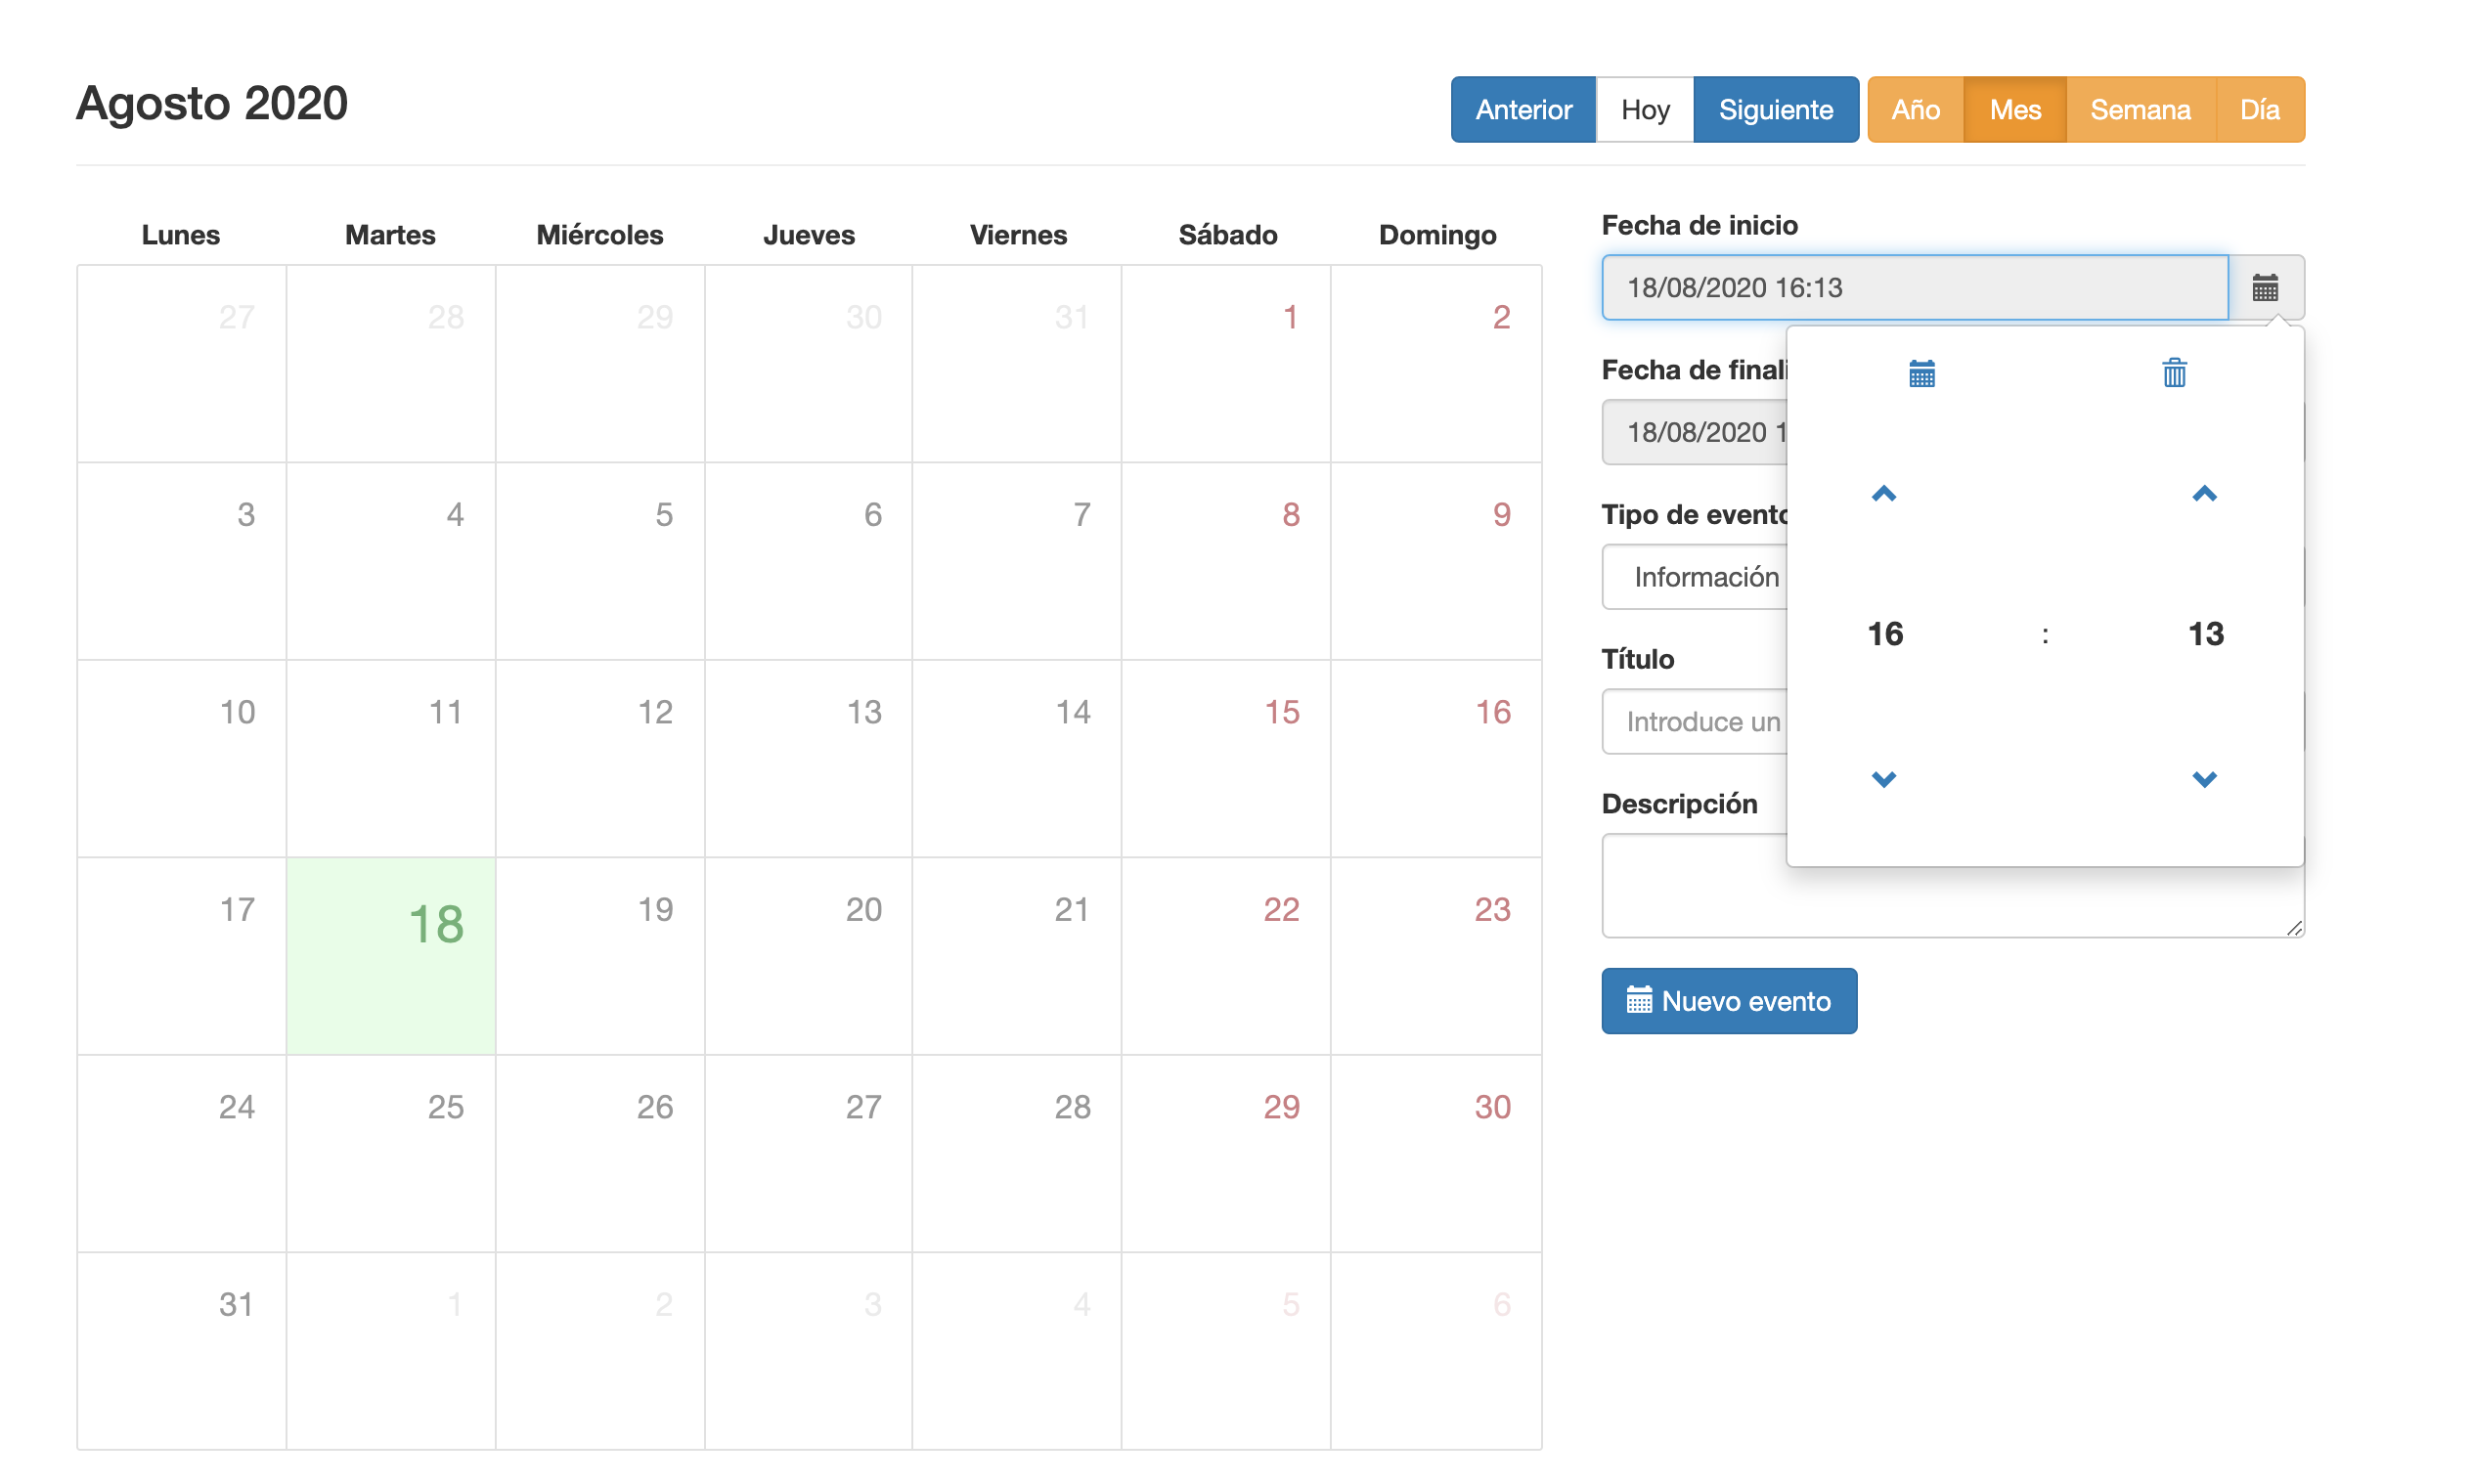 Agosto 2020
Anterior Hoy Siguiente Año Mes Semana Día
Lunes Martes Miércoles Jueves Viernes Sábado Domingo
27 28 29 30 31 1 2
3 4 5 6 7 8 9
10 11 12 13 14 15 16
17 18 19 20 21 22 23
24 25 26 27 28 29 30
31 1 2 3 4 5 6
Fecha de inicio
18/08/2020 16:13
Fecha de finali
18/08/2020 1
Tipo de evento
Información
Título
Introduce un
Descripción
16 : 13
Nuevo evento